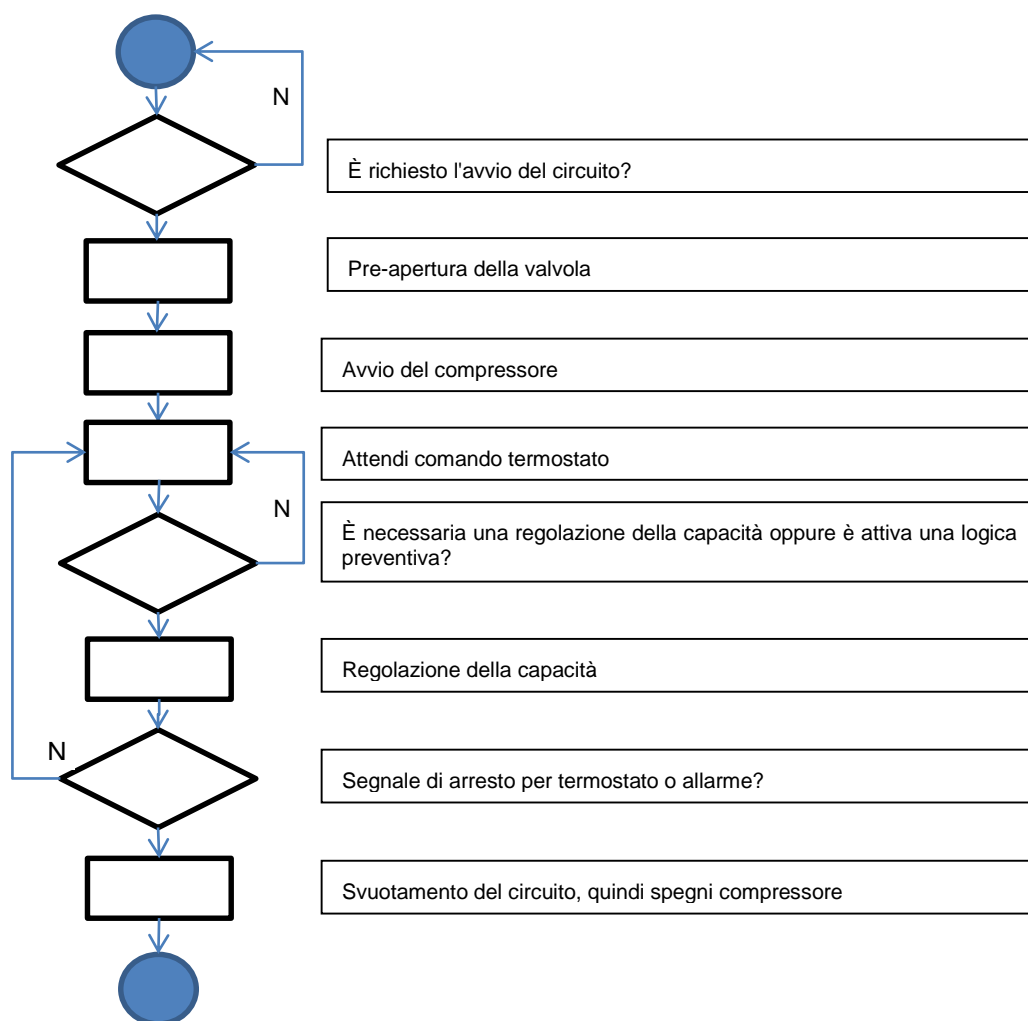 N
È richiesto l'avvio del circuito?
Pre-apertura della valvola
Avvio del compressore
Attendi comando termostato
N
È necessaria una regolazione della capacità oppure è attiva una logica
preventiva?
Regolazione della capacità
N
Segnale di arresto per termostato o allarme?
Svuotamento del circuito, quindi spegni compressore